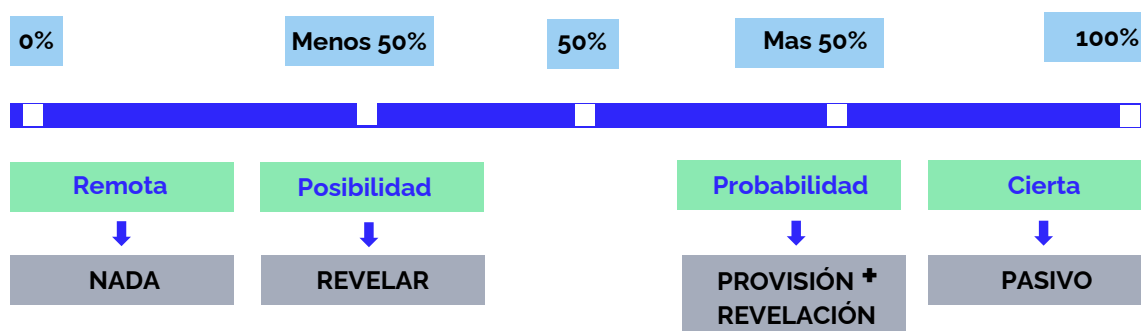 0%
Menos 50%
50%
Mas 50%
100%
Remota
Posibilidad
Probabilidad
Cierta
NADA
REVELAR
PROVISIÓN +
REVELACIÓN
PASIVO